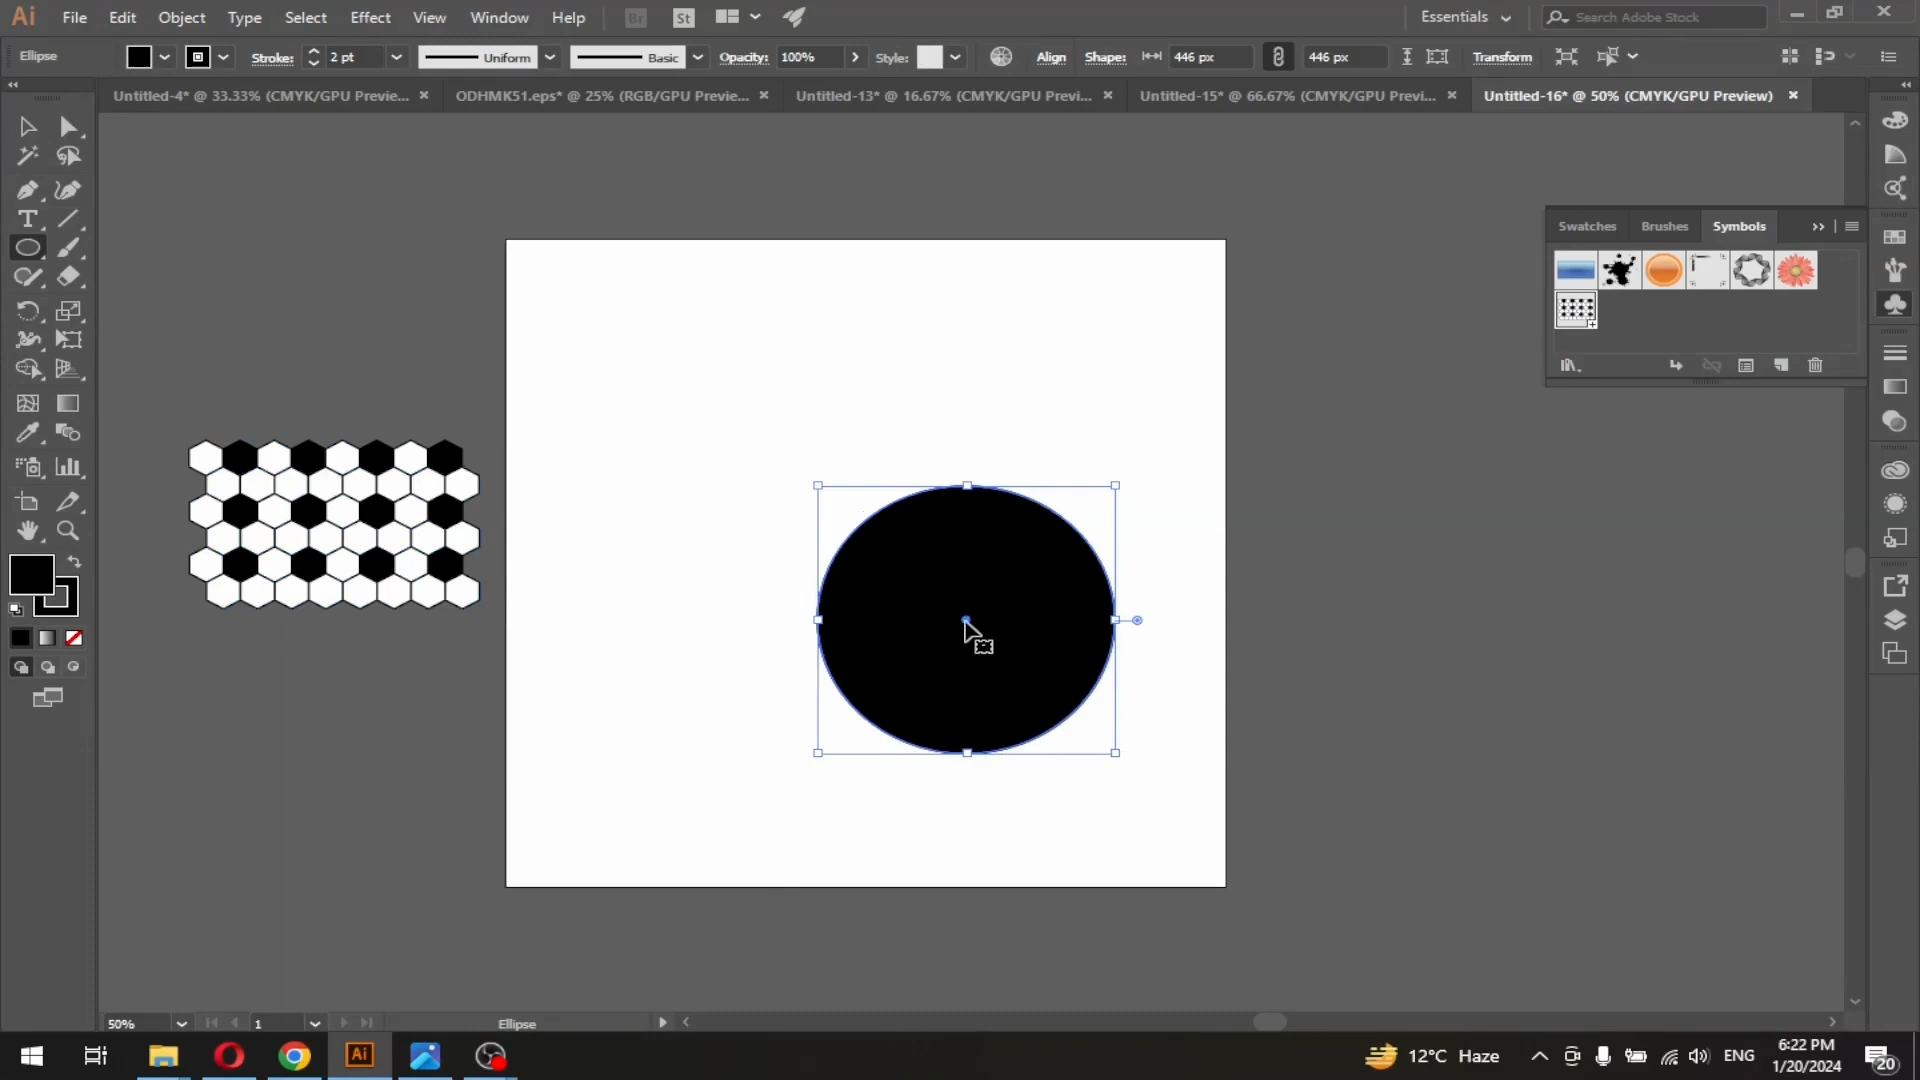 Ai File Edit Object Type Select Effect View Window Help Br St Essentials Search Adobe Stock
Ellipse Stroke: 2 pt Uniform Basic Opacity: 100% Style: Align Shape: 446 px 446 px Transform
Untitled-4* @ 33.33% (CMYK/GPU Previe... ODHMK51.eps* @ 25% (RGB/GPU Previe... Untitled-13* @ 16.67% (CMYK/GPU Previ... Untitled-15* @ 66.67% (CMYK/GPU Previ... Untitled-16* @ 50% (CMYK/GPU Preview)
Swatches Brushes Symbols
50% 1 Ellipse
Ai 12°C Haze ENG 6:22 PM
1/20/2024
20